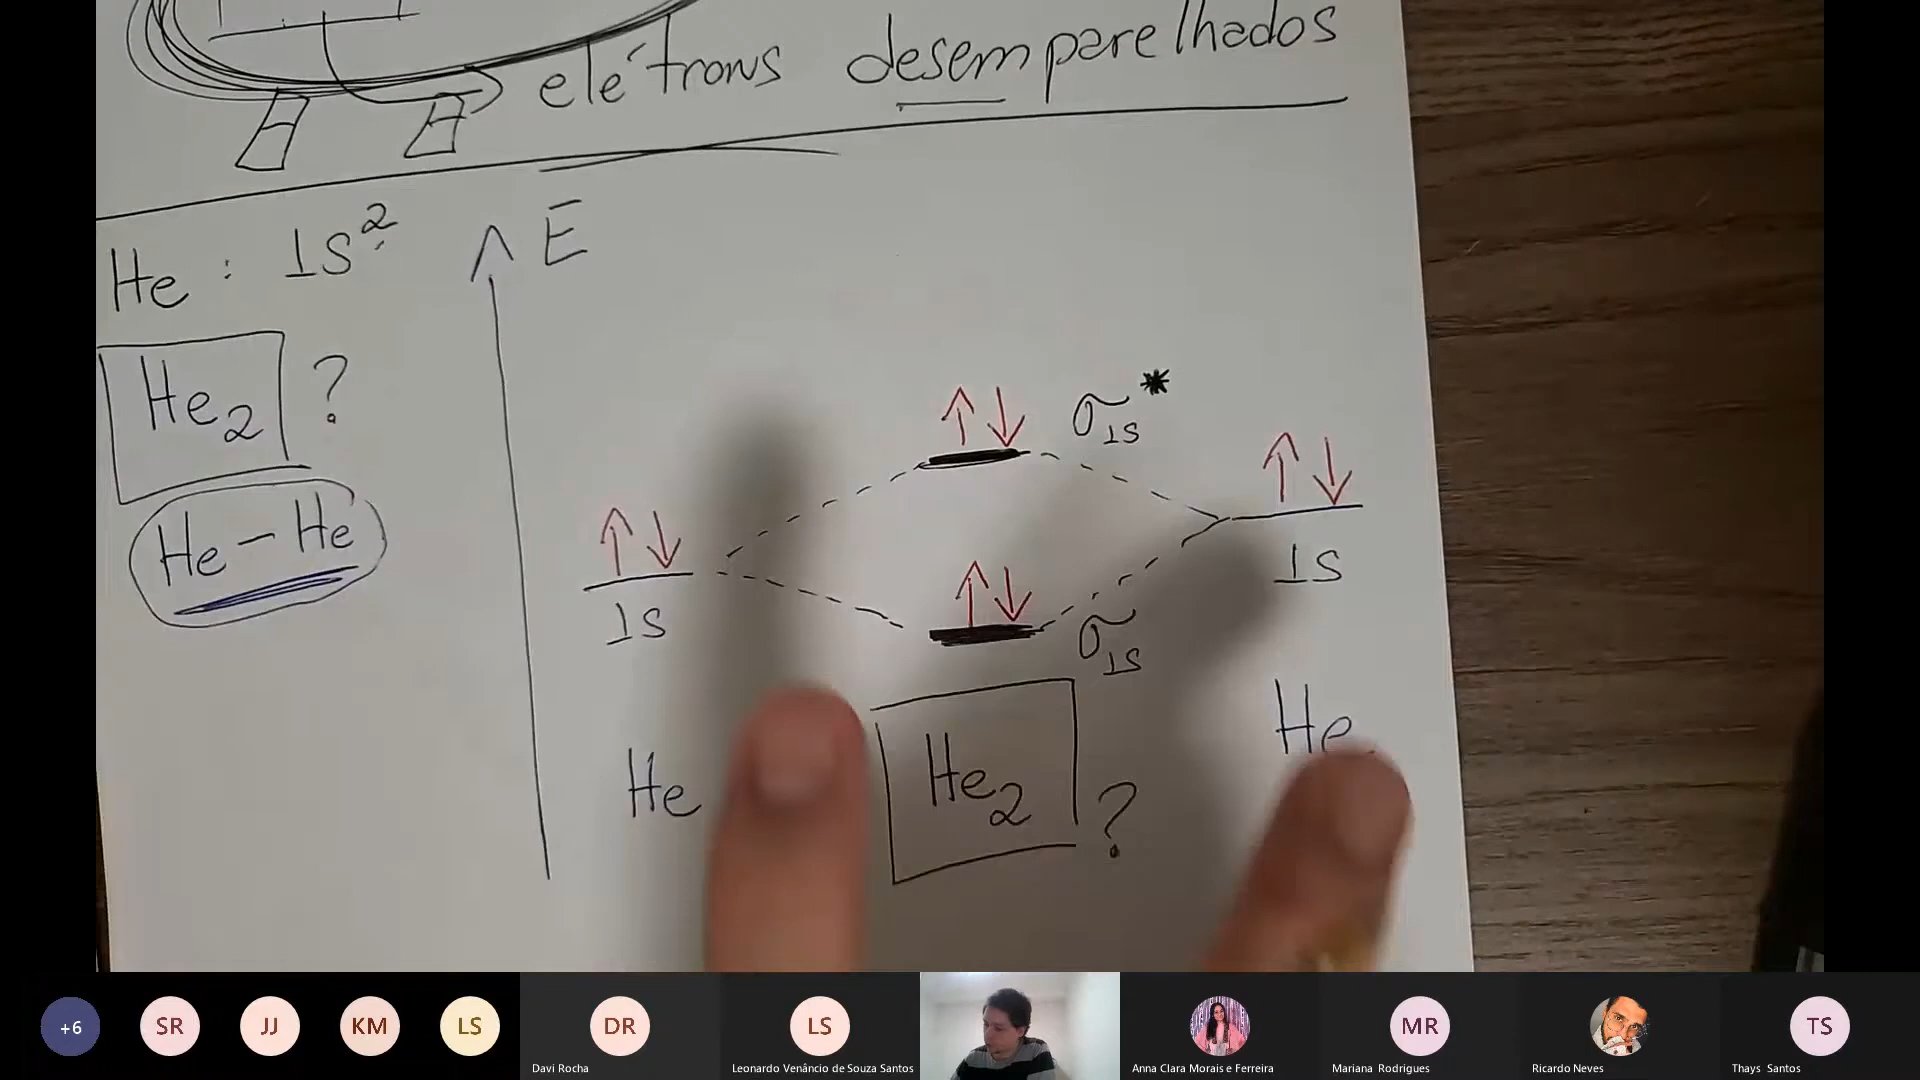 elétrons desemparelhados
He : 1s²
E
He₂ ?
He – He
↑↓ σ1s*
↑↓ ↑↓
1s 1s
↑↓ σ1s
He He₂ ? He
+6 SR JJ KM LS DR LS MR TS
Davi Rocha Leonardo Venâncio de Souza Santos Anna Clara Morais e Ferreira Mariana Rodrigues Ricardo Neves Thays Santos